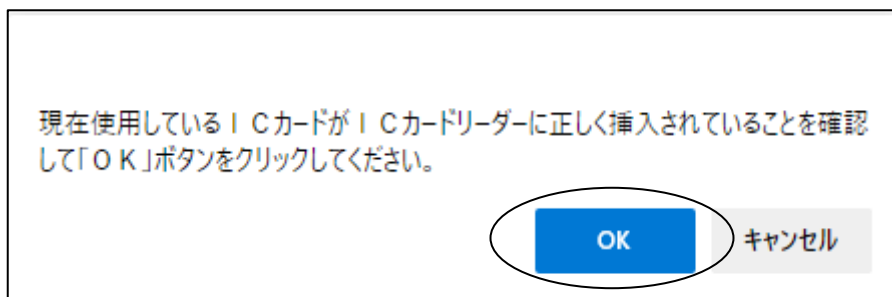 現在使用しているＩＣカードがＩＣカードリーダーに正しく挿入されていることを確認
して「ＯＫ」ボタンをクリックしてください。
OK キャンセル